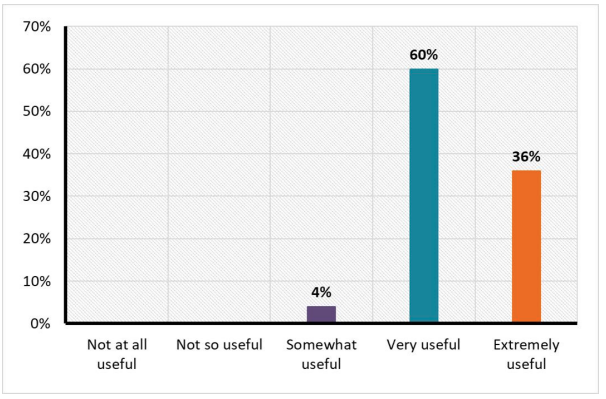 70%
60%
50%
40%
30%
20%
10%
0%
60%
36%
4%
Not at all
useful
Not so useful
Somewhat
useful
Very useful
Extremely
useful